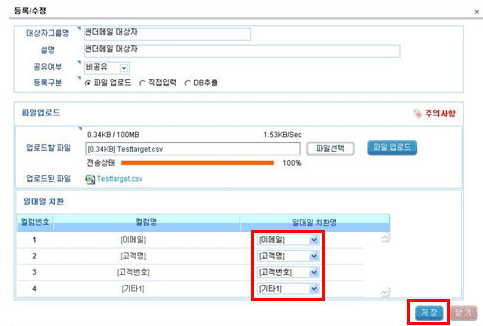 등록/수정
대상자그룹명 썬더메일 대상자
설명 썬더메일 대상자
공유여부 비공유
등록구분 파일 업로드 직접입력 DB추출
파일업로드 주의사항
0.34KB / 100MB 1.53KB/Sec
업로드할 파일 [0.34KB] Testtarget.csv 파일선택 파일 업로드
전송상태 100%
업로드된 파일 Testtarget.csv
일대일 치환
컬럼번호 컬럼명 일대일 치환명
1 [이메일] [이메일]
2 [고객명] [고객명]
3 [고객번호] [고객번호]
4 [기타1] [기타1]
저장 닫기